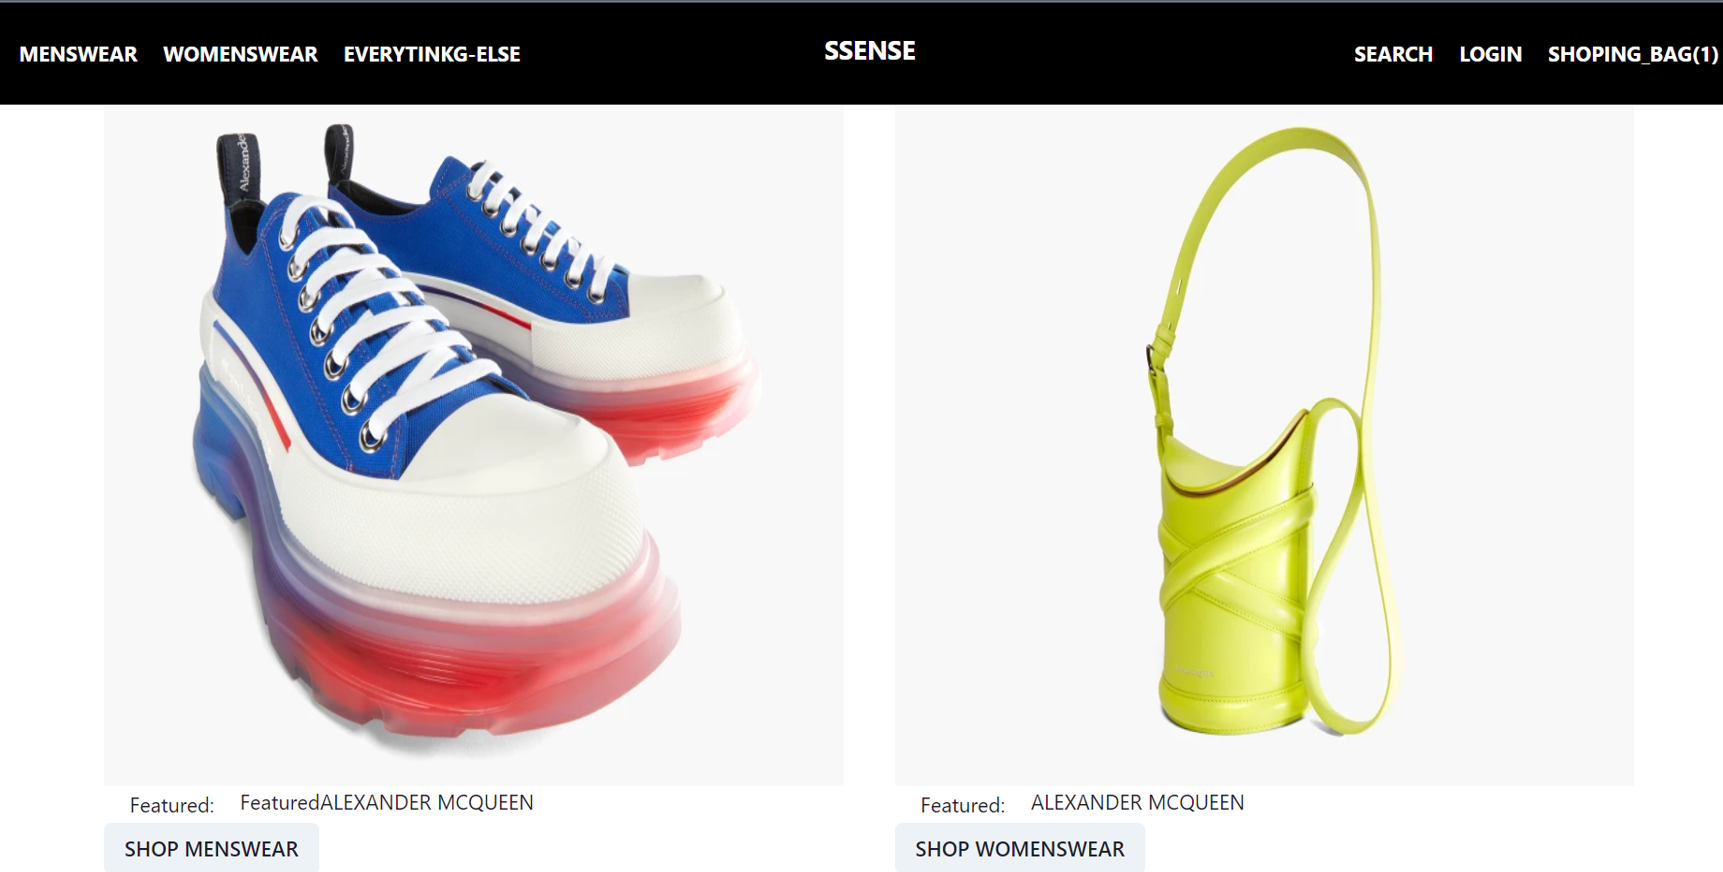 MENSWEAR WOMENSWEAR EVERYTINKG-ELSE SSENSE SEARCH LOGIN SHOPING_BAG(1)
Alexande
Featured: FeaturedALEXANDER MCQUEEN
SHOP MENSWEAR
Featured: ALEXANDER MCQUEEN
SHOP WOMENSWEAR